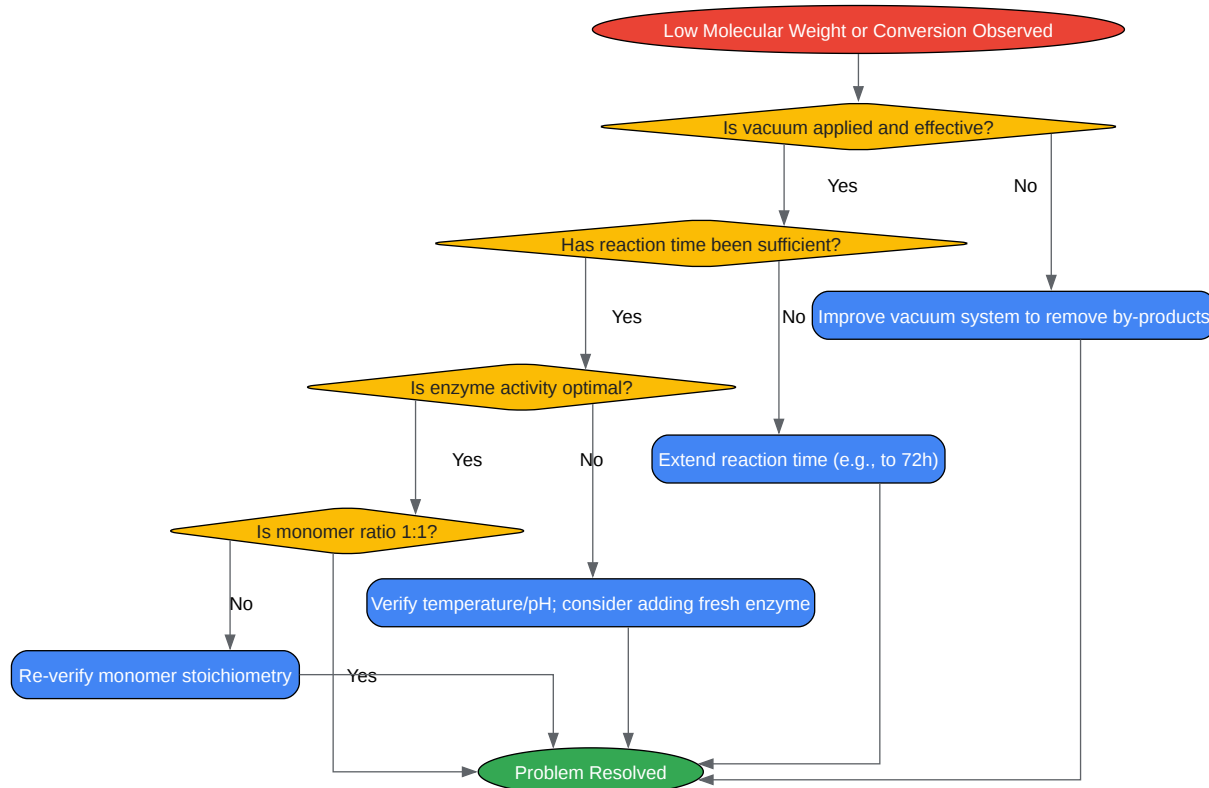 Low Molecular Weight or Conversion Observed
Is vacuum applied and effective?
Yes
No
Has reaction time been sufficient?
Improve vacuum system to remove by-products
Yes
No
Is enzyme activity optimal?
Yes
No
Extend reaction time (e.g., to 72h)
Is monomer ratio 1:1?
No
Verify temperature/pH; consider adding fresh enzyme
Re-verify monomer stoichiometry
Yes
Problem Resolved